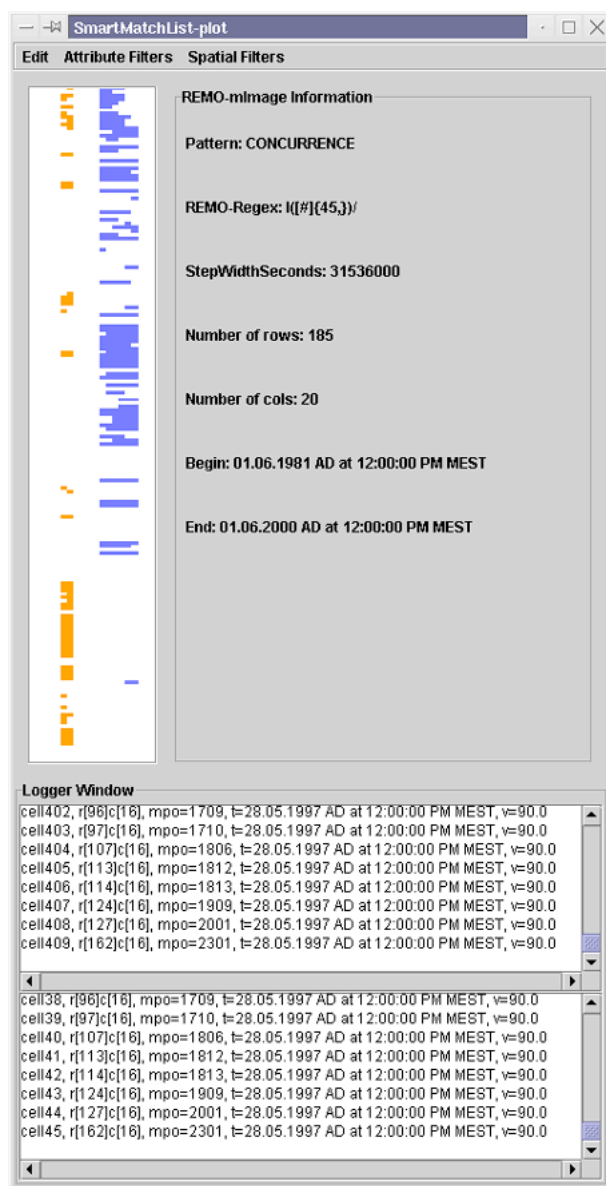 SmartMatchList-plot
Edit Attribute Filters Spatial Filters
REMO-mImage Information
Pattern: CONCURRENCE
REMO-Regex: l([#]{45,})/
StepWidthSeconds: 31536000
Number of rows: 185
Number of cols: 20
Begin: 01.06.1981 AD at 12:00:00 PM MEST
End: 01.06.2000 AD at 12:00:00 PM MEST
Logger Window
cell402, r[96]c[16], mpo=1709, t=28.05.1997 AD at 12:00:00 PM MEST, v=90.0
cell403, r[97]c[16], mpo=1710, t=28.05.1997 AD at 12:00:00 PM MEST, v=90.0
cell404, r[107]c[16], mpo=1806, t=28.05.1997 AD at 12:00:00 PM MEST, v=90.0
cell405, r[113]c[16], mpo=1812, t=28.05.1997 AD at 12:00:00 PM MEST, v=90.0
cell406, r[114]c[16], mpo=1813, t=28.05.1997 AD at 12:00:00 PM MEST, v=90.0
cell407, r[124]c[16], mpo=1909, t=28.05.1997 AD at 12:00:00 PM MEST, v=90.0
cell408, r[127]c[16], mpo=2001, t=28.05.1997 AD at 12:00:00 PM MEST, v=90.0
cell409, r[162]c[16], mpo=2301, t=28.05.1997 AD at 12:00:00 PM MEST, v=90.0
cell38, r[96]c[16], mpo=1709, t=28.05.1997 AD at 12:00:00 PM MEST, v=90.0
cell39, r[97]c[16], mpo=1710, t=28.05.1997 AD at 12:00:00 PM MEST, v=90.0
cell40, r[107]c[16], mpo=1806, t=28.05.1997 AD at 12:00:00 PM MEST, v=90.0
cell41, r[113]c[16], mpo=1812, t=28.05.1997 AD at 12:00:00 PM MEST, v=90.0
cell42, r[114]c[16], mpo=1813, t=28.05.1997 AD at 12:00:00 PM MEST, v=90.0
cell43, r[124]c[16], mpo=1909, t=28.05.1997 AD at 12:00:00 PM MEST, v=90.0
cell44, r[127]c[16], mpo=2001, t=28.05.1997 AD at 12:00:00 PM MEST, v=90.0
cell45, r[162]c[16], mpo=2301, t=28.05.1997 AD at 12:00:00 PM MEST, v=90.0